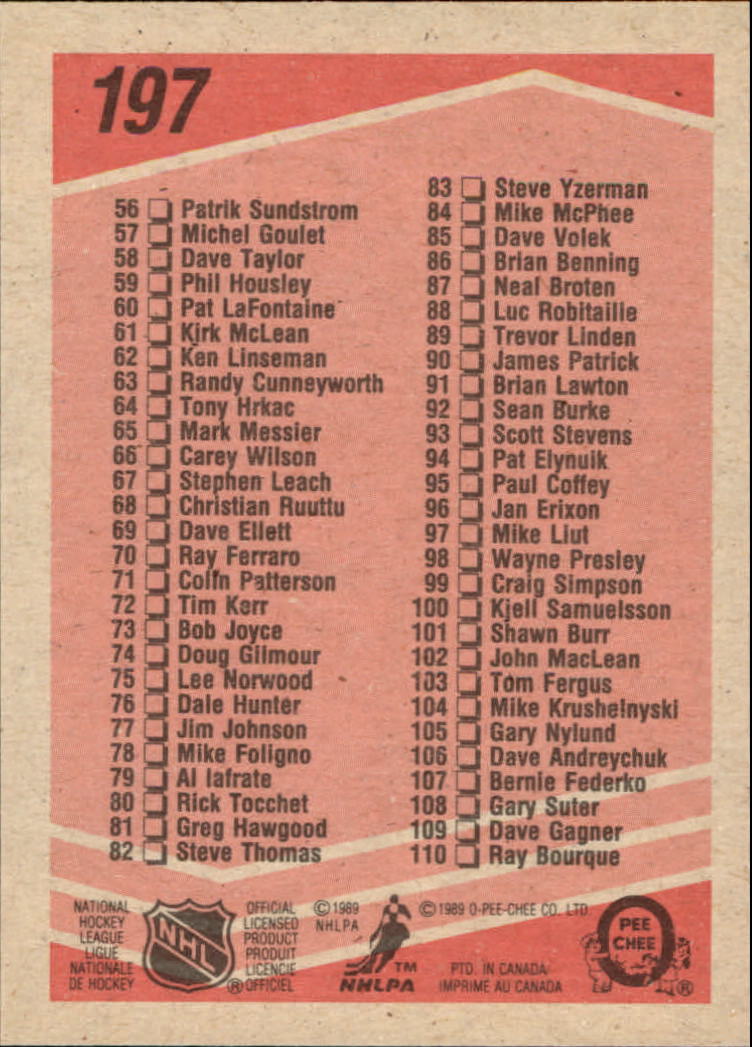 197
56 Patrik Sundstrom
57 Michel Goulet
58 Dave Taylor
59 Phil Housley
60 Pat LaFontaine
61 Kirk McLean
62 Ken Linseman
63 Randy Cunneyworth
64 Tony Hrkac
65 Mark Messier
66 Carey Wilson
67 Stephen Leach
68 Christian Ruuttu
69 Dave Ellett
70 Ray Ferraro
71 Colin Patterson
72 Tim Kerr
73 Bob Joyce
74 Doug Gilmour
75 Lee Norwood
76 Dale Hunter
77 Jim Johnson
78 Mike Foligno
79 Al Iafrate
80 Rick Tocchet
81 Greg Hawgood
82 Steve Thomas
83 Steve Yzerman
84 Mike McPhee
85 Dave Volek
86 Brian Benning
87 Neal Broten
88 Luc Robitaille
89 Trevor Linden
90 James Patrick
91 Brian Lawton
92 Sean Burke
93 Scott Stevens
94 Pat Elynuik
95 Paul Coffey
96 Jan Erixon
97 Mike Liut
98 Wayne Presley
99 Craig Simpson
100 Kjell Samuelsson
101 Shawn Burr
102 John MacLean
103 Tom Fergus
104 Mike Krushelnyski
105 Gary Nylund
106 Dave Andreychuk
107 Bernie Federko
108 Gary Suter
109 Dave Gagner
110 Ray Bourque
NATIONAL
HOCKEY
LEAGUE
LIGUE
NATIONALE
DE HOCKEY
NHL
®
OFFICIAL
LICENSED
PRODUCT
PRODUIT
LICENCIE
OFFICIEL
© 1989
NHLPA
TM
NHLPA
© 1989 O-PEE-CHEE CO. LTD
PTD. IN CANADA
IMPRIME AU CANADA
PEE
CHEE
®